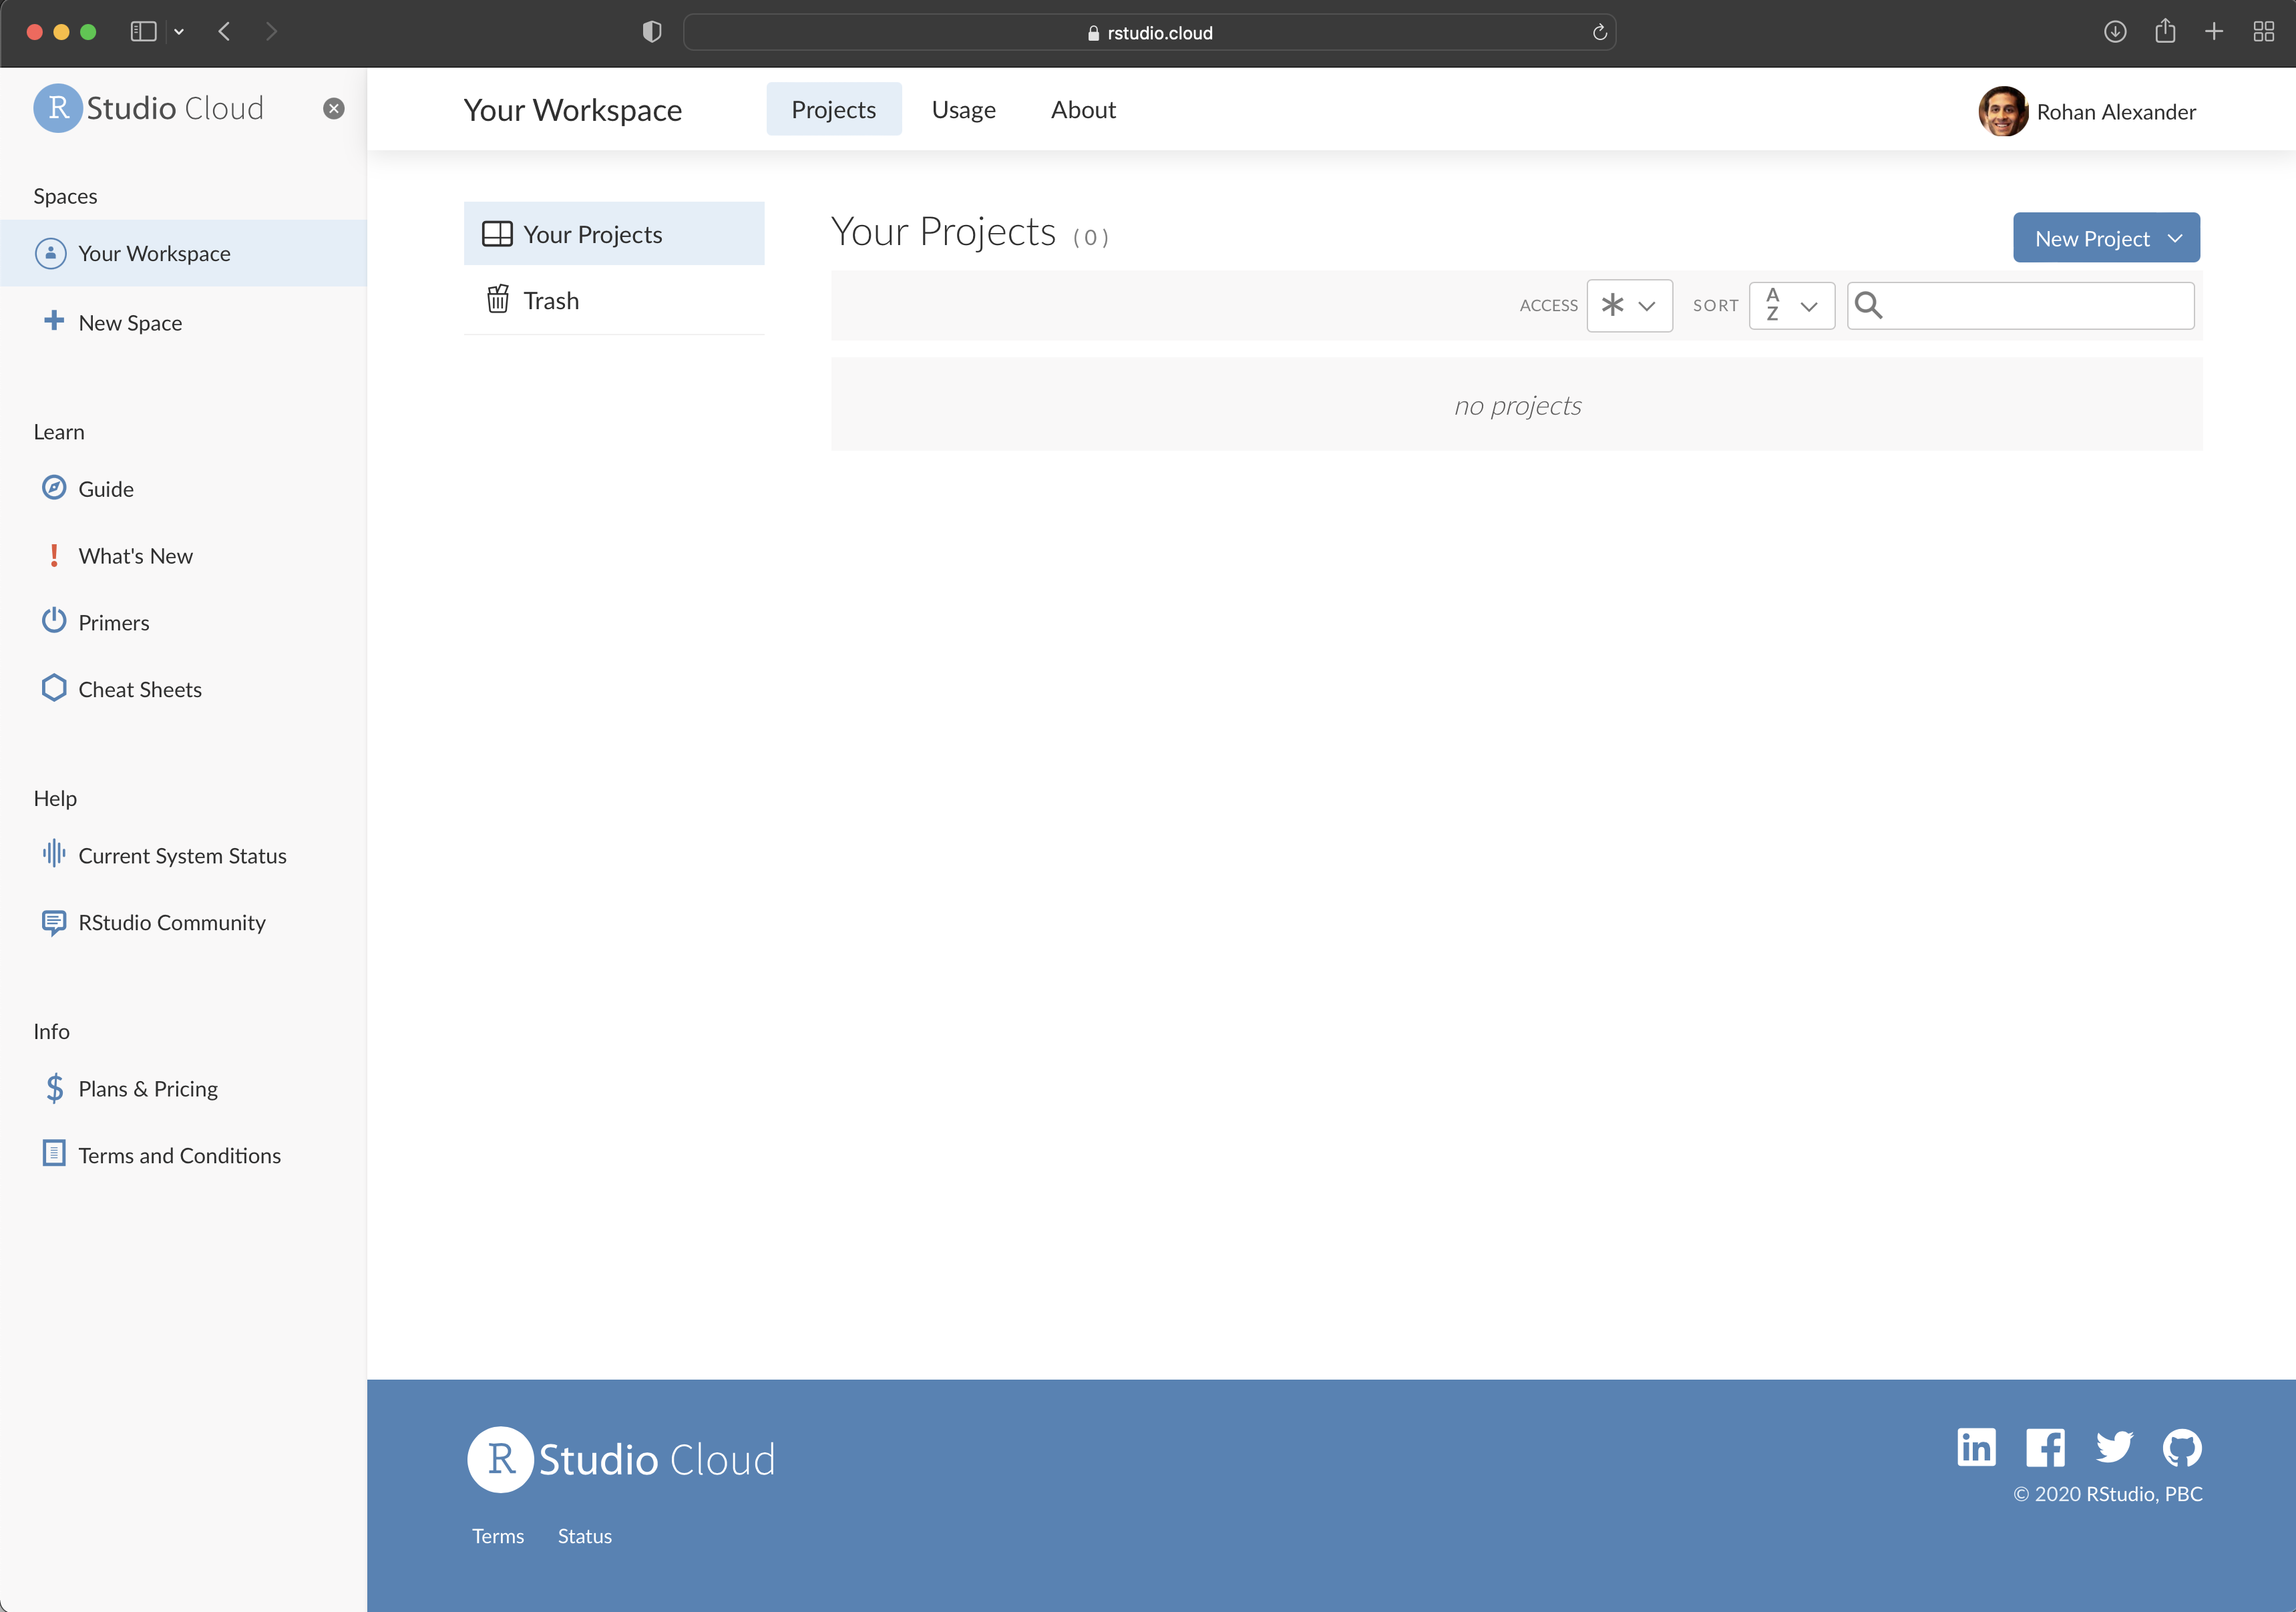 rstudio.cloud
R Studio Cloud
Your Workspace
Projects
Usage
About
Rohan Alexander
Spaces
Your Workspace
New Space
Learn
Guide
What's New
Primers
Cheat Sheets
Help
Current System Status
RStudio Community
Info
Plans & Pricing
Terms and Conditions
Your Projects
Trash
Your Projects (0)
New Project
ACCESS
SORT
A
Z
no projects
R Studio Cloud
Terms
Status
© 2020 RStudio, PBC